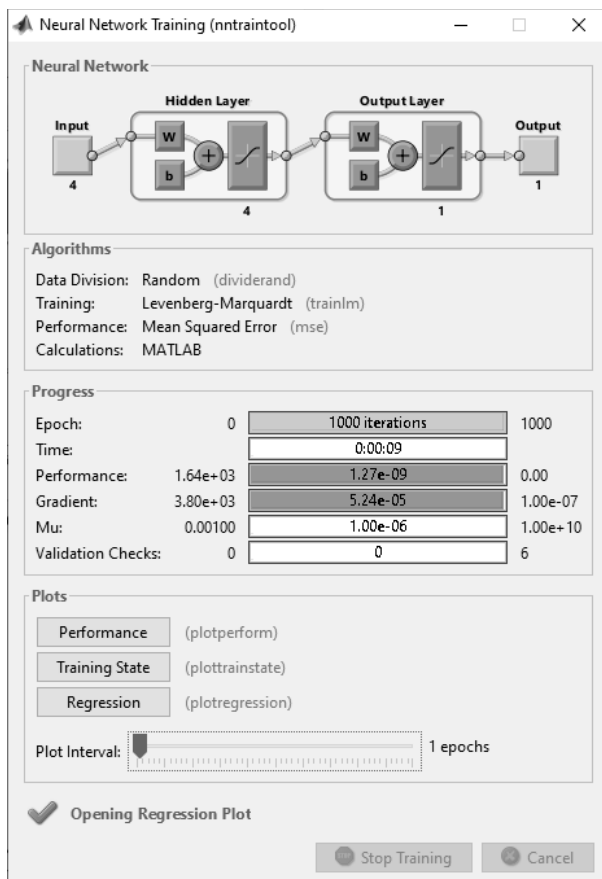 Neural Network Training (nntraintool)
Neural Network
Hidden Layer
Output Layer
Input
Output
W
W
b
b
4
4
1
1
Algorithms
Data Division: Random (dividerand)
Training: Levenberg-Marquardt (trainlm)
Performance: Mean Squared Error (mse)
Calculations: MATLAB
Progress
Epoch: 0 1000 iterations 1000
Time: 0:00:09
Performance: 1.64e+03 1.27e-09 0.00
Gradient: 3.80e+03 5.24e-05 1.00e-07
Mu: 0.00100 1.00e-06 1.00e+10
Validation Checks: 0 0 6
Plots
Performance (plotperform)
Training State (plottrainstate)
Regression (plotregression)
Plot Interval: 1 epochs
Opening Regression Plot
Stop Training Cancel